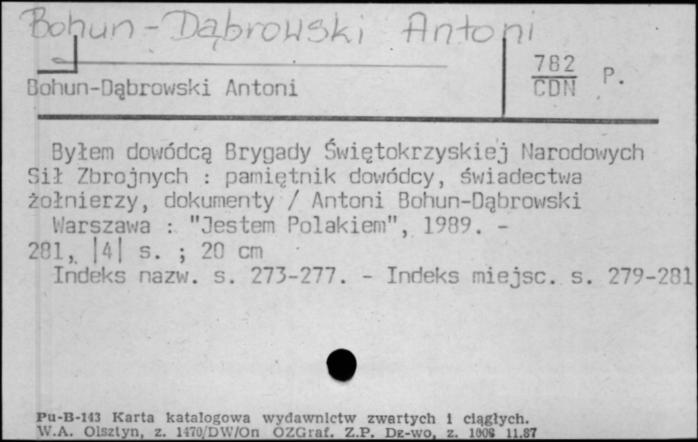 Bohun-Dąbrowski Antoni
782
CDN P.
Bohun-Dąbrowski Antoni
Byłem dowódcą Brygady Świętokrzyskiej Narodowych
Sił Zbrojnych : pamiętnik dowódcy, świadectwa
żołnierzy, dokumenty / Antoni Bohun-Dąbrowski
Warszawa : "Jestem Polakiem", 1989. -
281, |4| s. ; 20 cm
Indeks nazw. s. 273-277. - Indeks miejsc. s. 279-281
Pu-B-143 Karta katalogowa wydawnictw zwartych i ciągłych.
W.A. Olsztyn, z. 1470/DW/On OZGraf. Z.P. Dz-wo, z. 1008 11.87